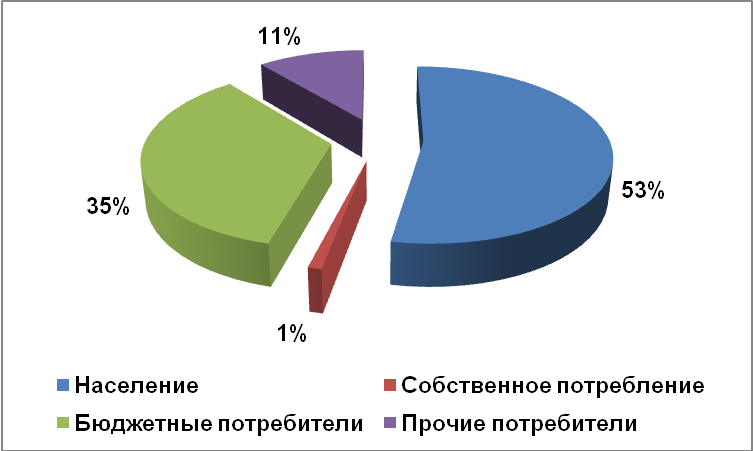 11%
53%
35%
1%
Население
Собственное потребление
Бюджетные потребители
Прочие потребители